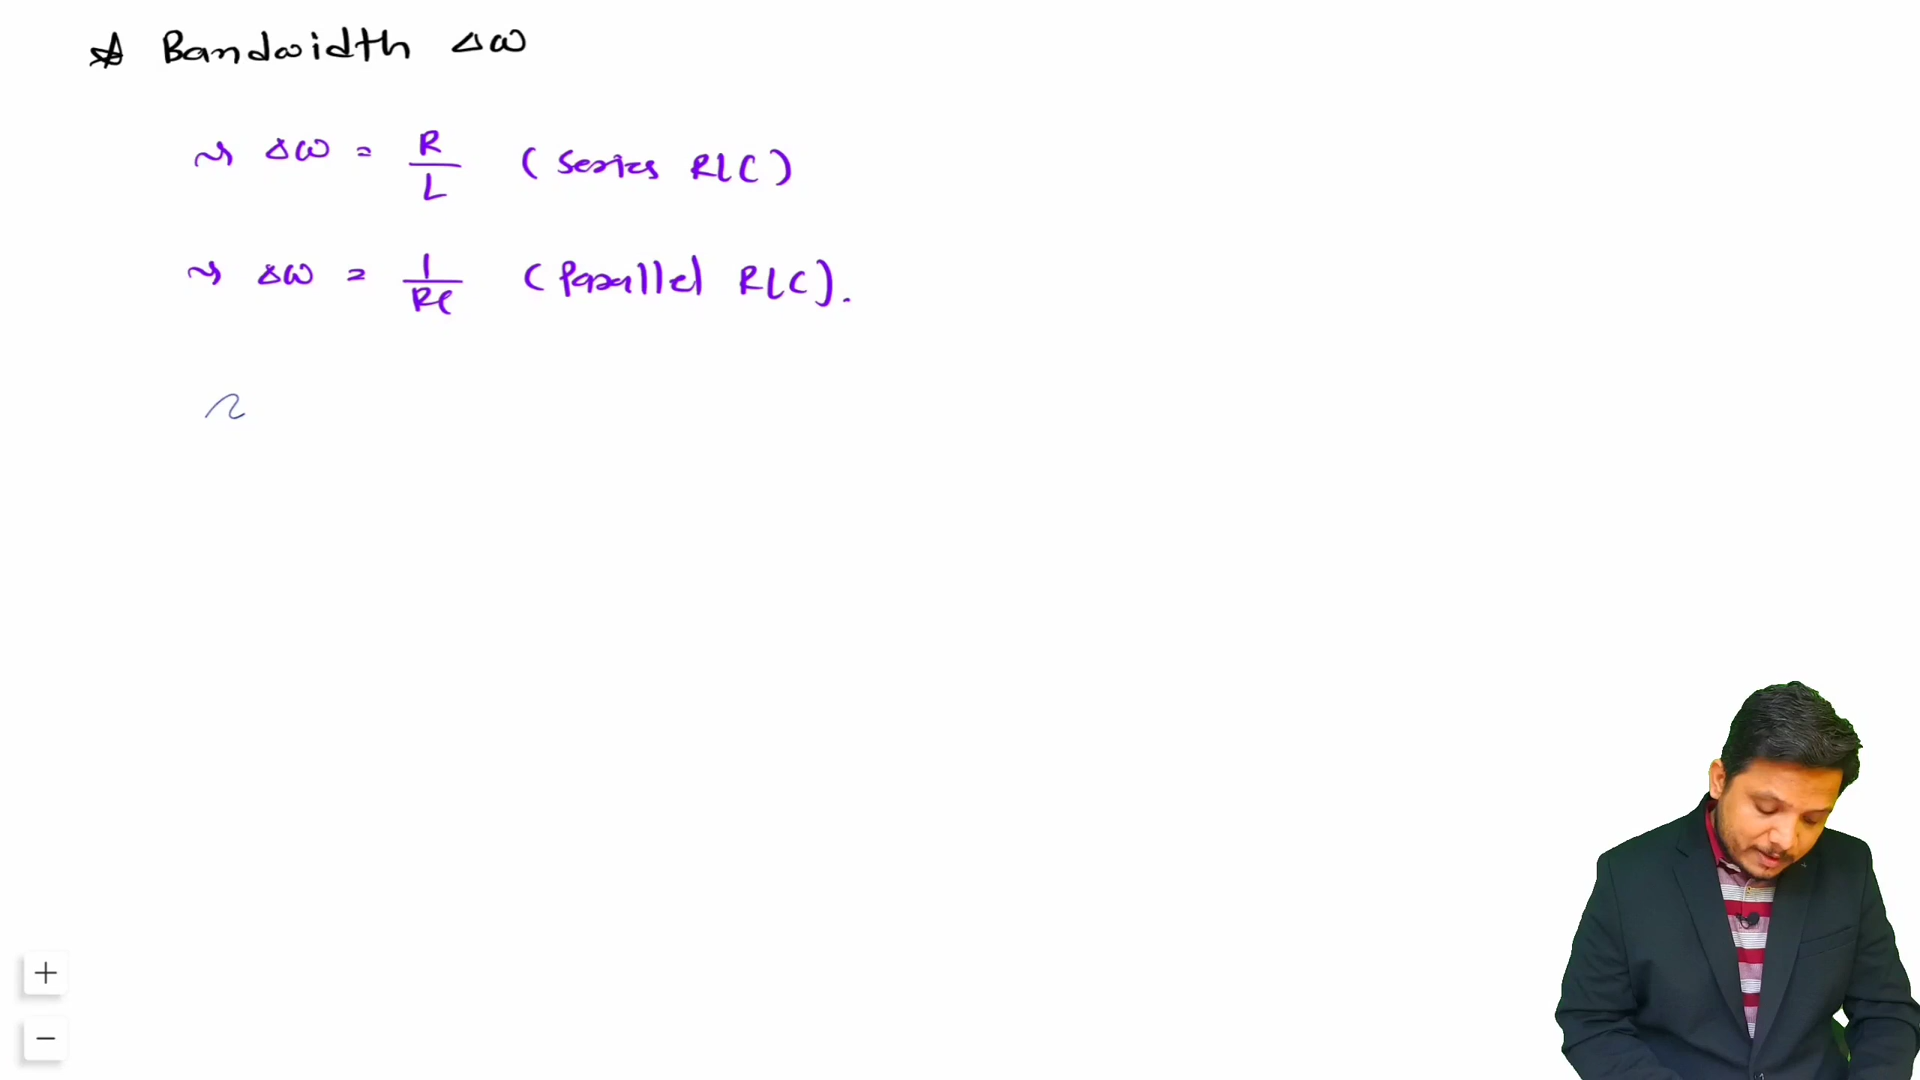 ☆ Bandwidth Δω
~> Δω = R/L (Series RLC)
~> Δω = 1/RC (Parallel RLC).